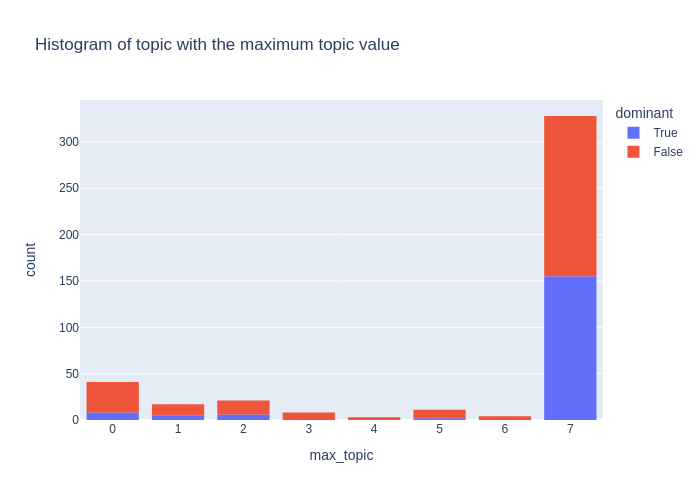 Histogram of topic with the maximum topic value
dominant
True
False
300
250
200
150
100
50
0
count
0 1 2 3 4 5 6 7
max_topic